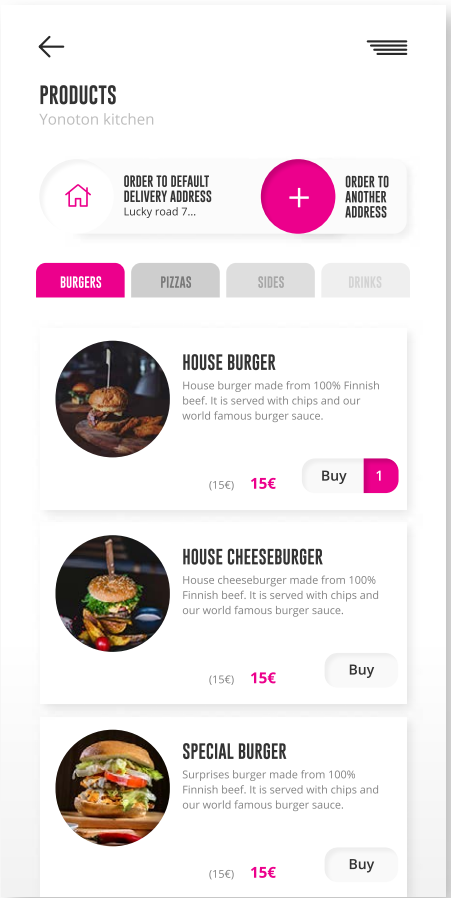 PRODUCTS
Yonoton kitchen
ORDER TO DEFAULT
DELIVERY ADDRESS
Lucky road 7...
ORDER TO
ANOTHER
ADDRESS
BURGERS
PIZZAS
SIDES
DRINKS
HOUSE BURGER
House burger made from 100% Finnish
beef. It is served with chips and our
world famous burger sauce.
(15€) 15€ Buy 1
HOUSE CHEESEBURGER
House cheeseburger made from 100%
Finnish beef. It is served with chips and
our world famous burger sauce.
(15€) 15€ Buy
SPECIAL BURGER
Surprises burger made from 100%
Finnish beef. It is served with chips and
our world famous burger sauce.
(15€) 15€ Buy